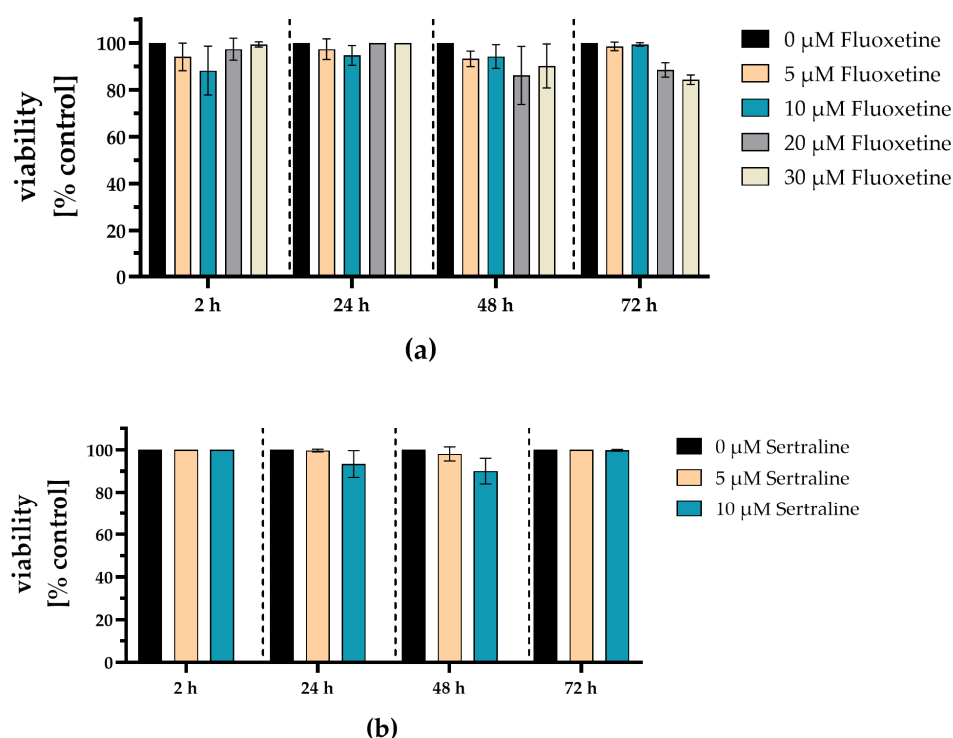 viability
[% control]
100
80
60
40
20
0
2 h
24 h
48 h
72 h
0 µM Fluoxetine
5 µM Fluoxetine
10 µM Fluoxetine
20 µM Fluoxetine
30 µM Fluoxetine
(a)
viability
[% control]
100
80
60
40
20
0
2 h
24 h
48 h
72 h
0 µM Sertraline
5 µM Sertraline
10 µM Sertraline
(b)